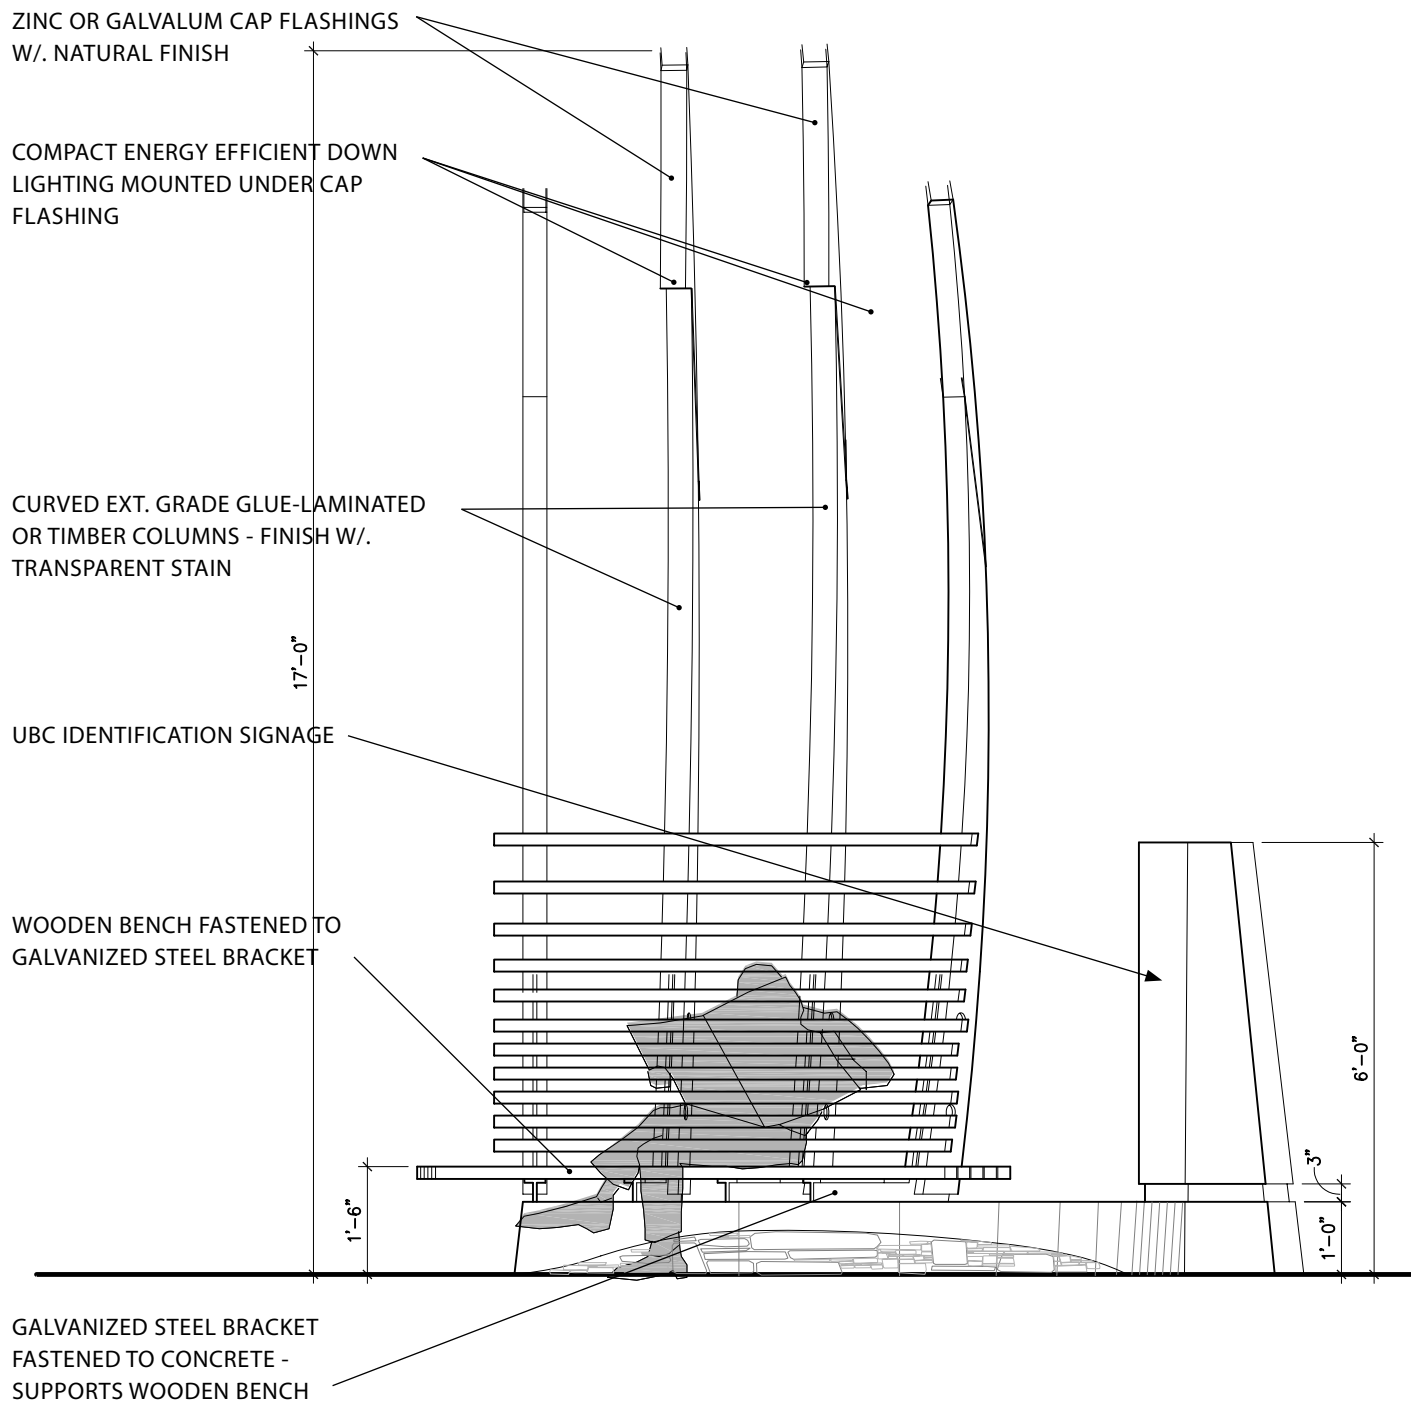 ZINC OR GALVALUM CAP FLASHINGS
W/. NATURAL FINISH
COMPACT ENERGY EFFICIENT DOWN
LIGHTING MOUNTED UNDER CAP
FLASHING
CURVED EXT. GRADE GLUE-LAMINATED
OR TIMBER COLUMNS - FINISH W/.
TRANSPARENT STAIN
17'-0"
UBC IDENTIFICATION SIGNAGE
WOODEN BENCH FASTENED TO
GALVANIZED STEEL BRACKET
6'-0"
3"
1'-6"
1'-0"
GALVANIZED STEEL BRACKET
FASTENED TO CONCRETE -
SUPPORTS WOODEN BENCH